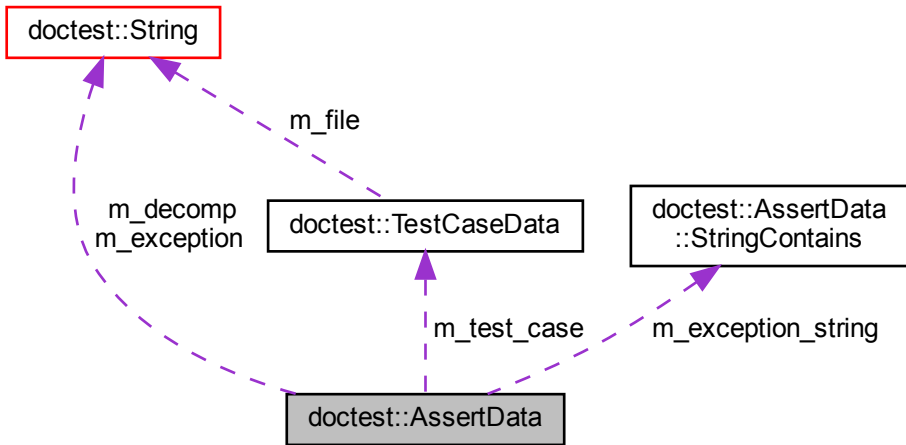 doctest::String
m_file
m_decomp
m_exception
doctest::TestCaseData
doctest::AssertData
::StringContains
m_test_case
m_exception_string
doctest::AssertData